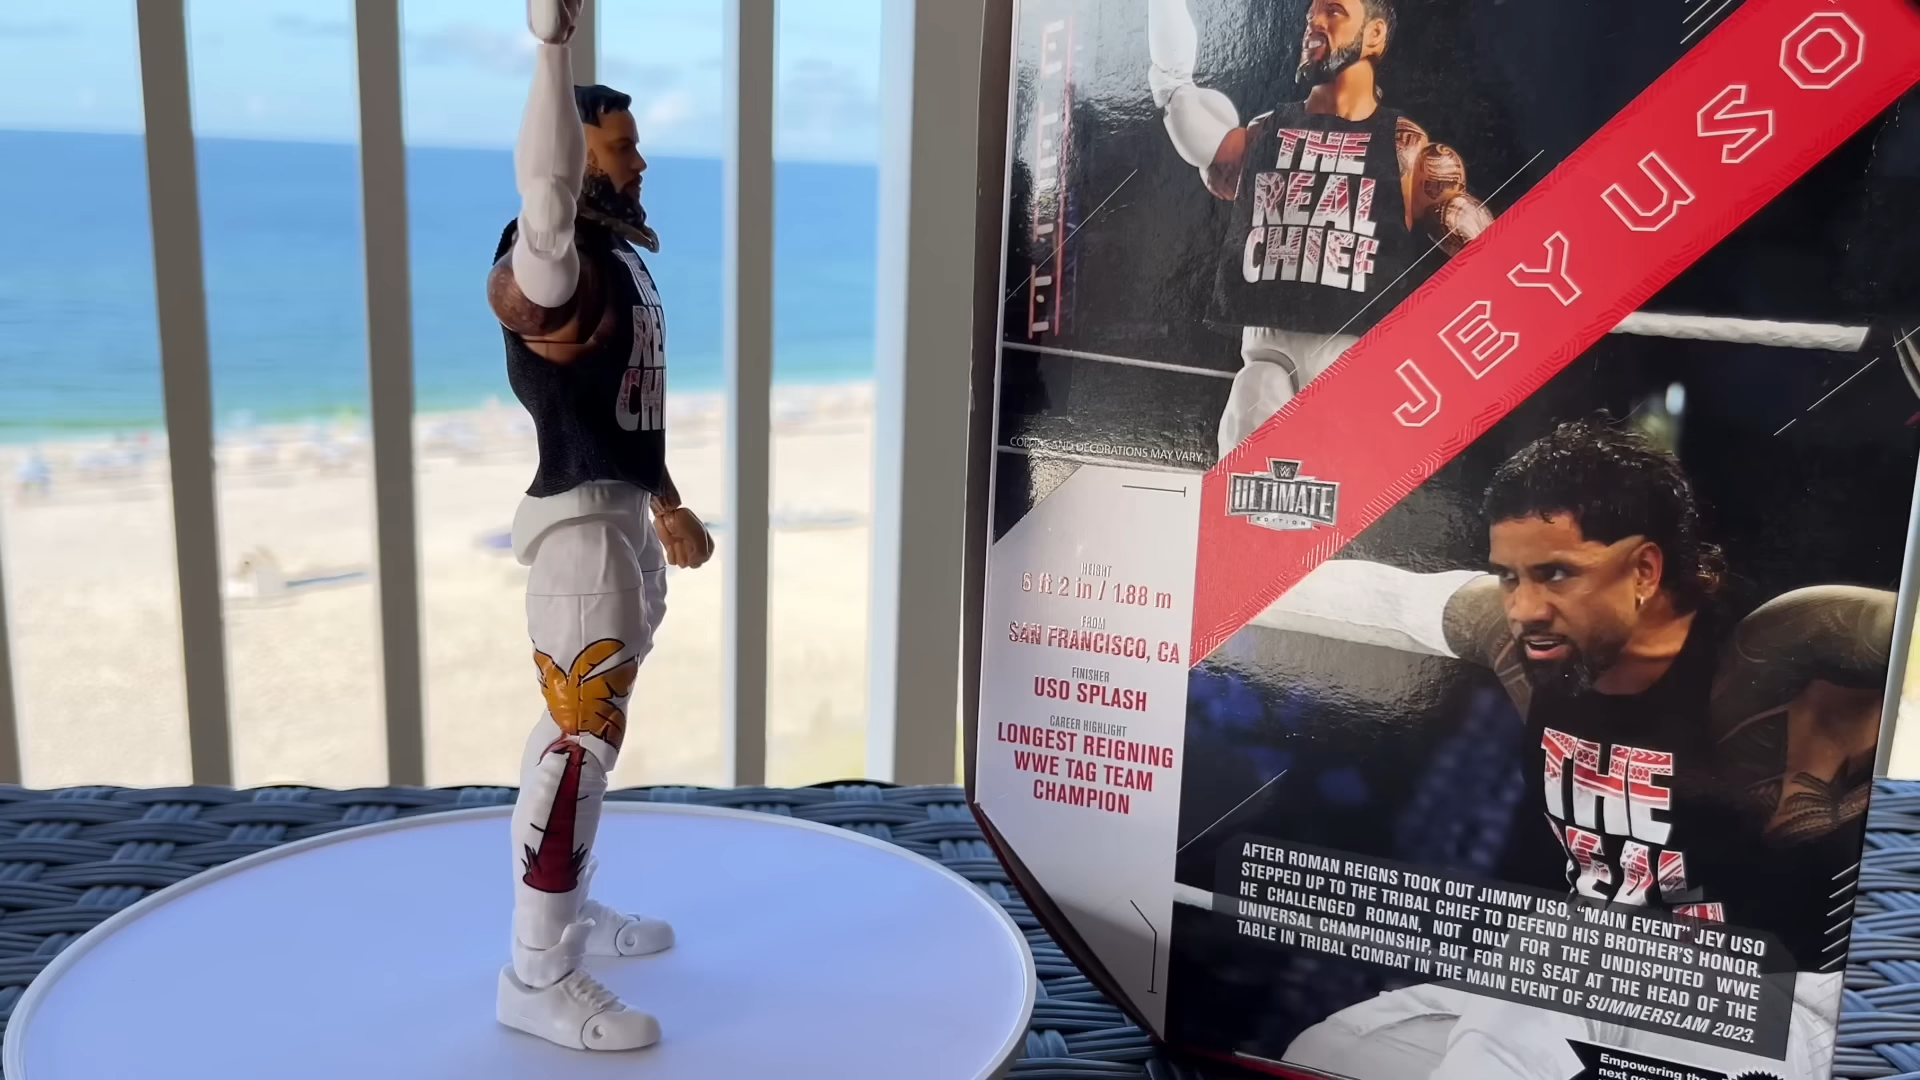 THE
REAL
CHIEF
JEY USO
COLORS AND DECORATIONS MAY VARY.
W
ULTIMATE
EDITION
HEIGHT
6 ft 2 in / 1.88 m
FROM
SAN FRANCISCO, CA
FINISHER
USO SPLASH
CAREER HIGHLIGHT
LONGEST REIGNING
WWE TAG TEAM
CHAMPION
THE
REAL
AFTER ROMAN REIGNS TOOK OUT JIMMY USO, “MAIN EVENT” JEY USO
STEPPED UP TO THE TRIBAL CHIEF TO DEFEND HIS BROTHER'S HONOR.
HE CHALLENGED ROMAN, NOT ONLY FOR THE UNDISPUTED WWE
UNIVERSAL CHAMPIONSHIP, BUT FOR HIS SEAT AT THE HEAD OF THE
TABLE IN TRIBAL COMBAT IN THE MAIN EVENT OF SUMMERSLAM 2023.
Empowering the
next
RE
CHI